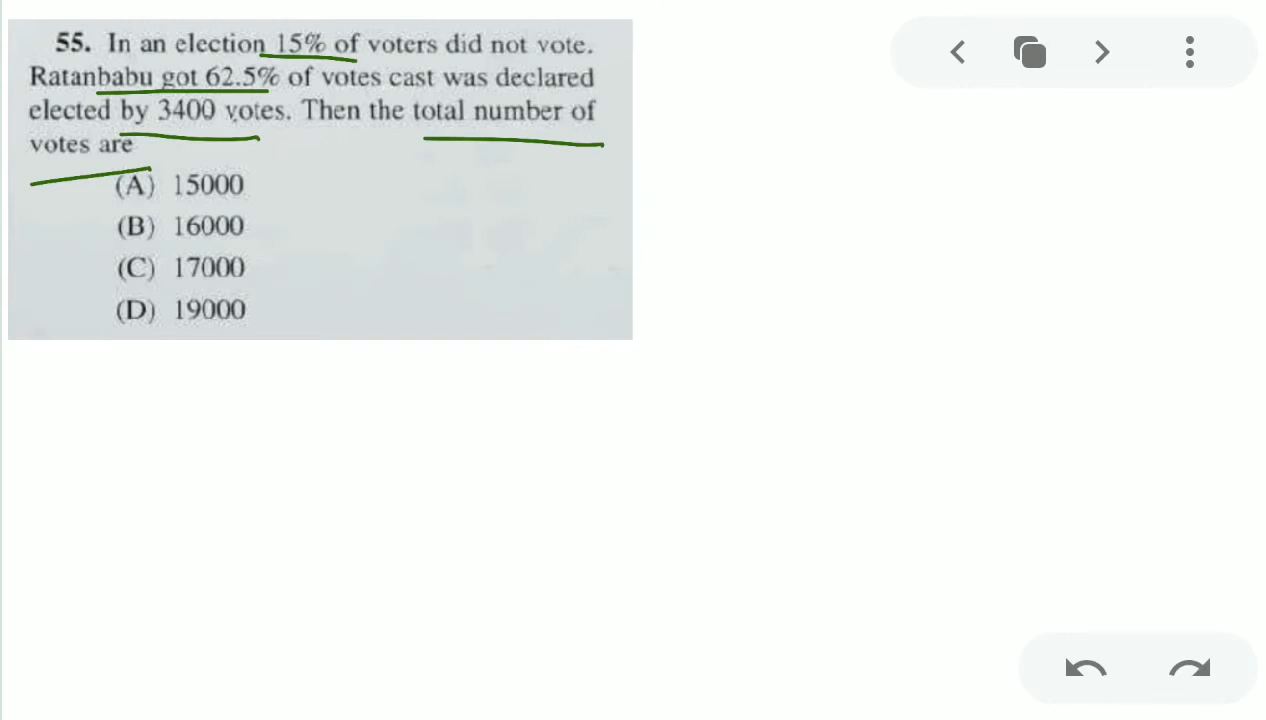 55. In an election 15% of voters did not vote.
Ratanbabu got 62.5% of votes cast was declared
elected by 3400 votes. Then the total number of
votes are
(A) 15000
(B) 16000
(C) 17000
(D) 19000